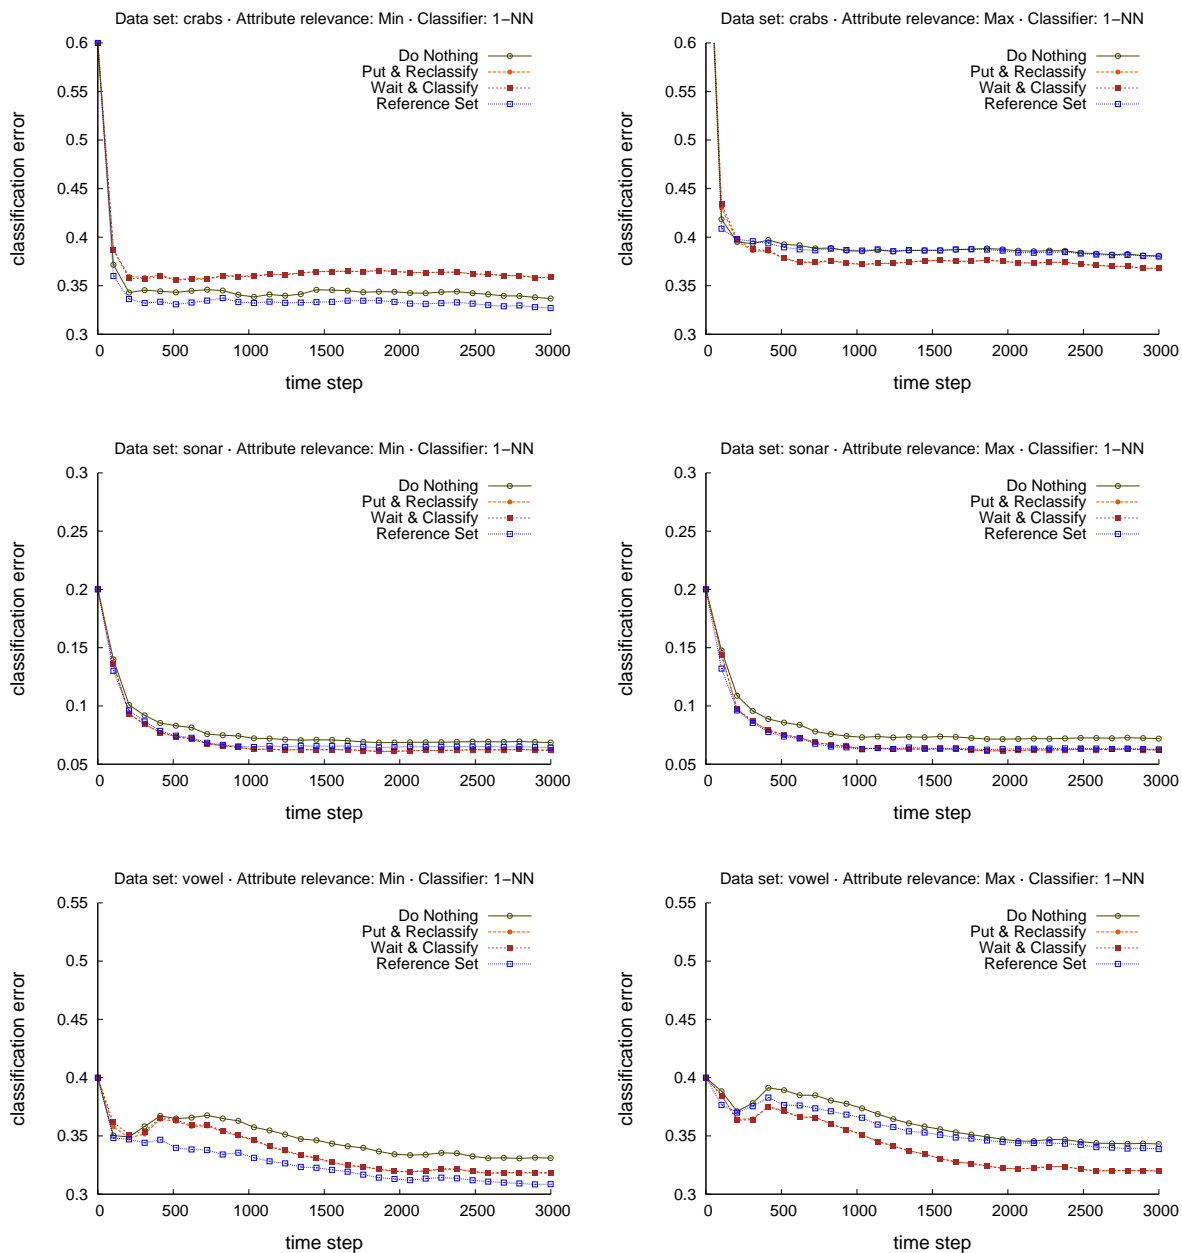 Data set: crabs · Attribute relevance: Min · Classifier: 1−NN
0.6
0.55
0.5
0.45
0.4
0.35
0.3
classification error
Do Nothing
Put & Reclassify
Wait & Classify
Reference Set
0 500 1000 1500 2000 2500 3000
time step
Data set: crabs · Attribute relevance: Max · Classifier: 1−NN
0.6
0.55
0.5
0.45
0.4
0.35
0.3
classification error
Do Nothing
Put & Reclassify
Wait & Classify
Reference Set
0 500 1000 1500 2000 2500 3000
time step
Data set: sonar · Attribute relevance: Min · Classifier: 1−NN
0.3
0.25
0.2
0.15
0.1
0.05
classification error
Do Nothing
Put & Reclassify
Wait & Classify
Reference Set
0 500 1000 1500 2000 2500 3000
time step
Data set: sonar · Attribute relevance: Max · Classifier: 1−NN
0.3
0.25
0.2
0.15
0.1
0.05
classification error
Do Nothing
Put & Reclassify
Wait & Classify
Reference Set
0 500 1000 1500 2000 2500 3000
time step
Data set: vowel · Attribute relevance: Min · Classifier: 1−NN
0.55
0.5
0.45
0.4
0.35
0.3
classification error
Do Nothing
Put & Reclassify
Wait & Classify
Reference Set
0 500 1000 1500 2000 2500 3000
time step
Data set: vowel · Attribute relevance: Max · Classifier: 1−NN
0.55
0.5
0.45
0.4
0.35
0.3
classification error
Do Nothing
Put & Reclassify
Wait & Classify
Reference Set
0 500 1000 1500 2000 2500 3000
time step